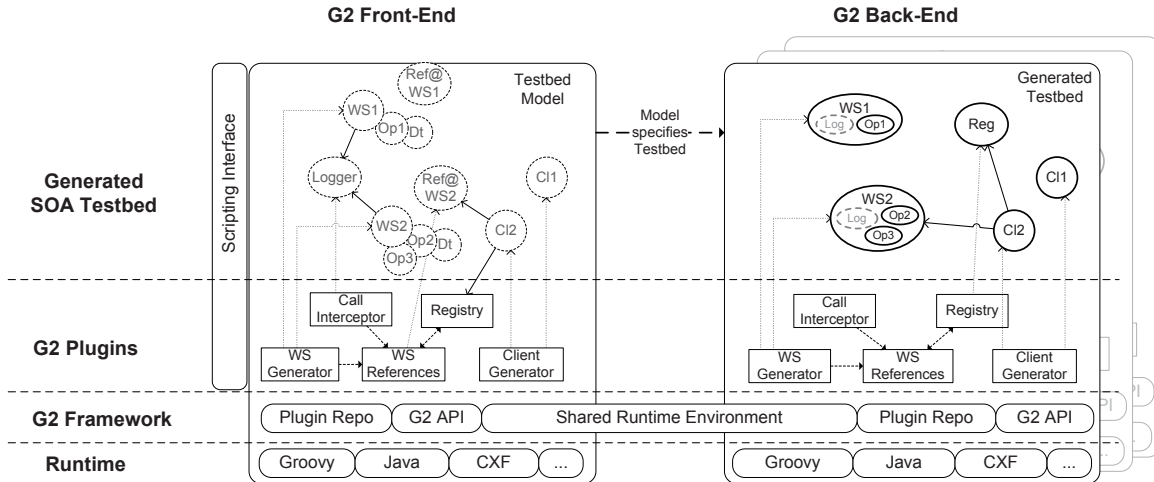 G2 Front-End
G2 Back-End
Generated
SOA Testbed
G2 Plugins
G2 Framework
Runtime
Scripting Interface
Testbed
Model
Ref@
WS1
WS1
Op1
Dt
Logger
Ref@
WS2
WS2
Op2
Dt
Op3
Cl1
Cl2
Call
Interceptor
Registry
WS
Generator
WS
References
Client
Generator
Model
specifies
Testbed
Generated
Testbed
WS1
Log
Op1
Reg
Cl1
WS2
Log
Op2
Op3
Cl2
Call
Interceptor
Registry
WS
Generator
WS
References
Client
Generator
Plugin Repo
G2 API
Shared Runtime Environment
Plugin Repo
G2 API
Groovy
Java
CXF
...
Groovy
Java
CXF
...
PI
PI
...